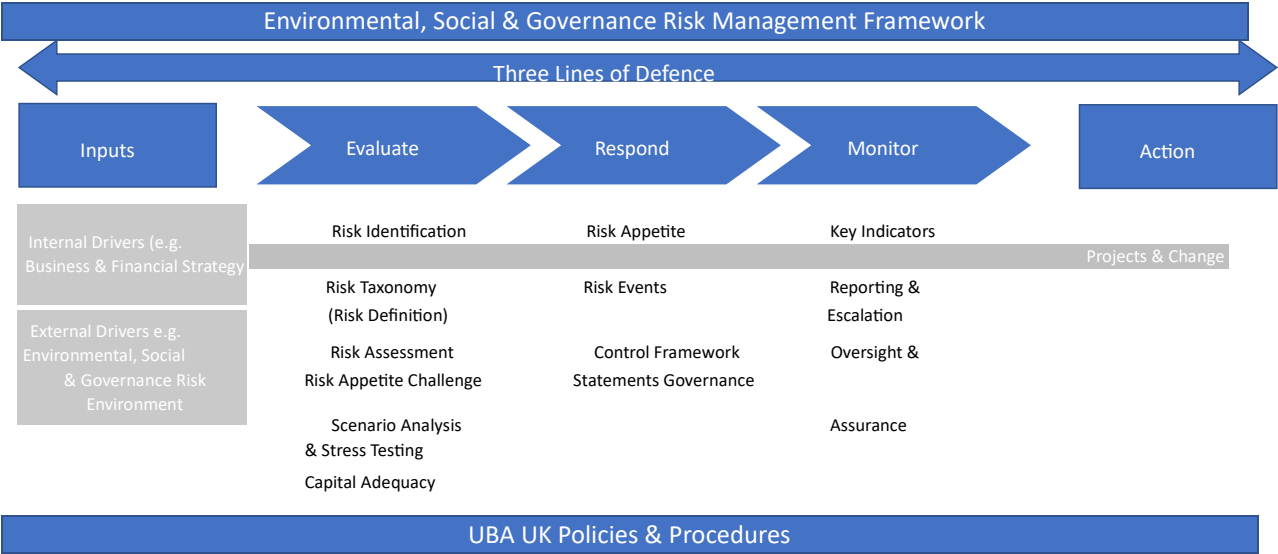 Environmental, Social & Governance Risk Management Framework
Three Lines of Defence
Inputs
Evaluate
Respond
Monitor
Action
Internal Drivers (e.g.
Business & Financial Strategy
External Drivers e.g.
Environmental, Social
& Governance Risk
Environment
Risk Identification
Risk Appetite
Key Indicators
Projects & Change
Risk Taxonomy
(Risk Definition)
Risk Events
Reporting &
Escalation
Risk Assessment
Risk Appetite Challenge
Control Framework
Statements Governance
Oversight &
Scenario Analysis
& Stress Testing
Assurance
Capital Adequacy
UBA UK Policies & Procedures